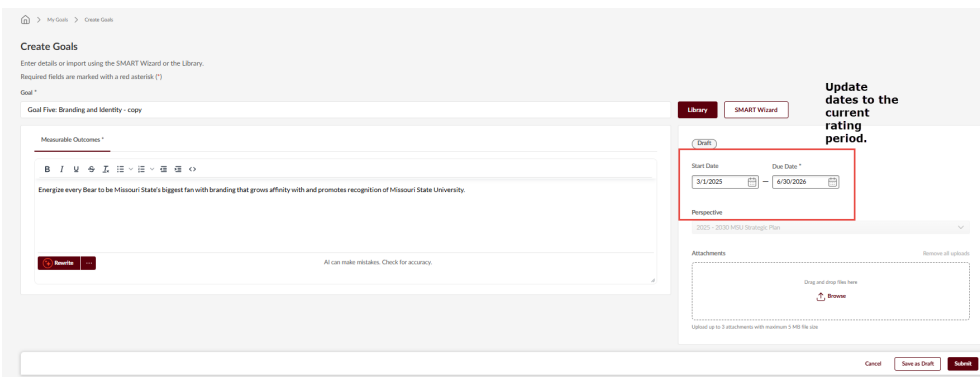 My Goals > Create Goals
Create Goals
Enter details or import using the SMART Wizard or the Library.
Required fields are marked with a red asterisk (*)
Goal *
Goal Five: Branding and Identity - copy
Library
SMART Wizard
Update
dates to the
current
rating
period.
Measurable Outcomes *
B I U S
Energize every Bear to be Missouri State's biggest fan with branding that grows affinity with and promotes recognition of Missouri State University.
Rewrite ...
AI can make mistakes. Check for accuracy.
Draft
Start Date Due Date *
3/1/2025 — 6/30/2026
Perspective
2025 - 2030 MSU Strategic Plan
Attachments Remove all uploads
Drag and drop files here
Browse
Upload up to 3 attachments with maximum 5 MB file size
Cancel Save as Draft Submit